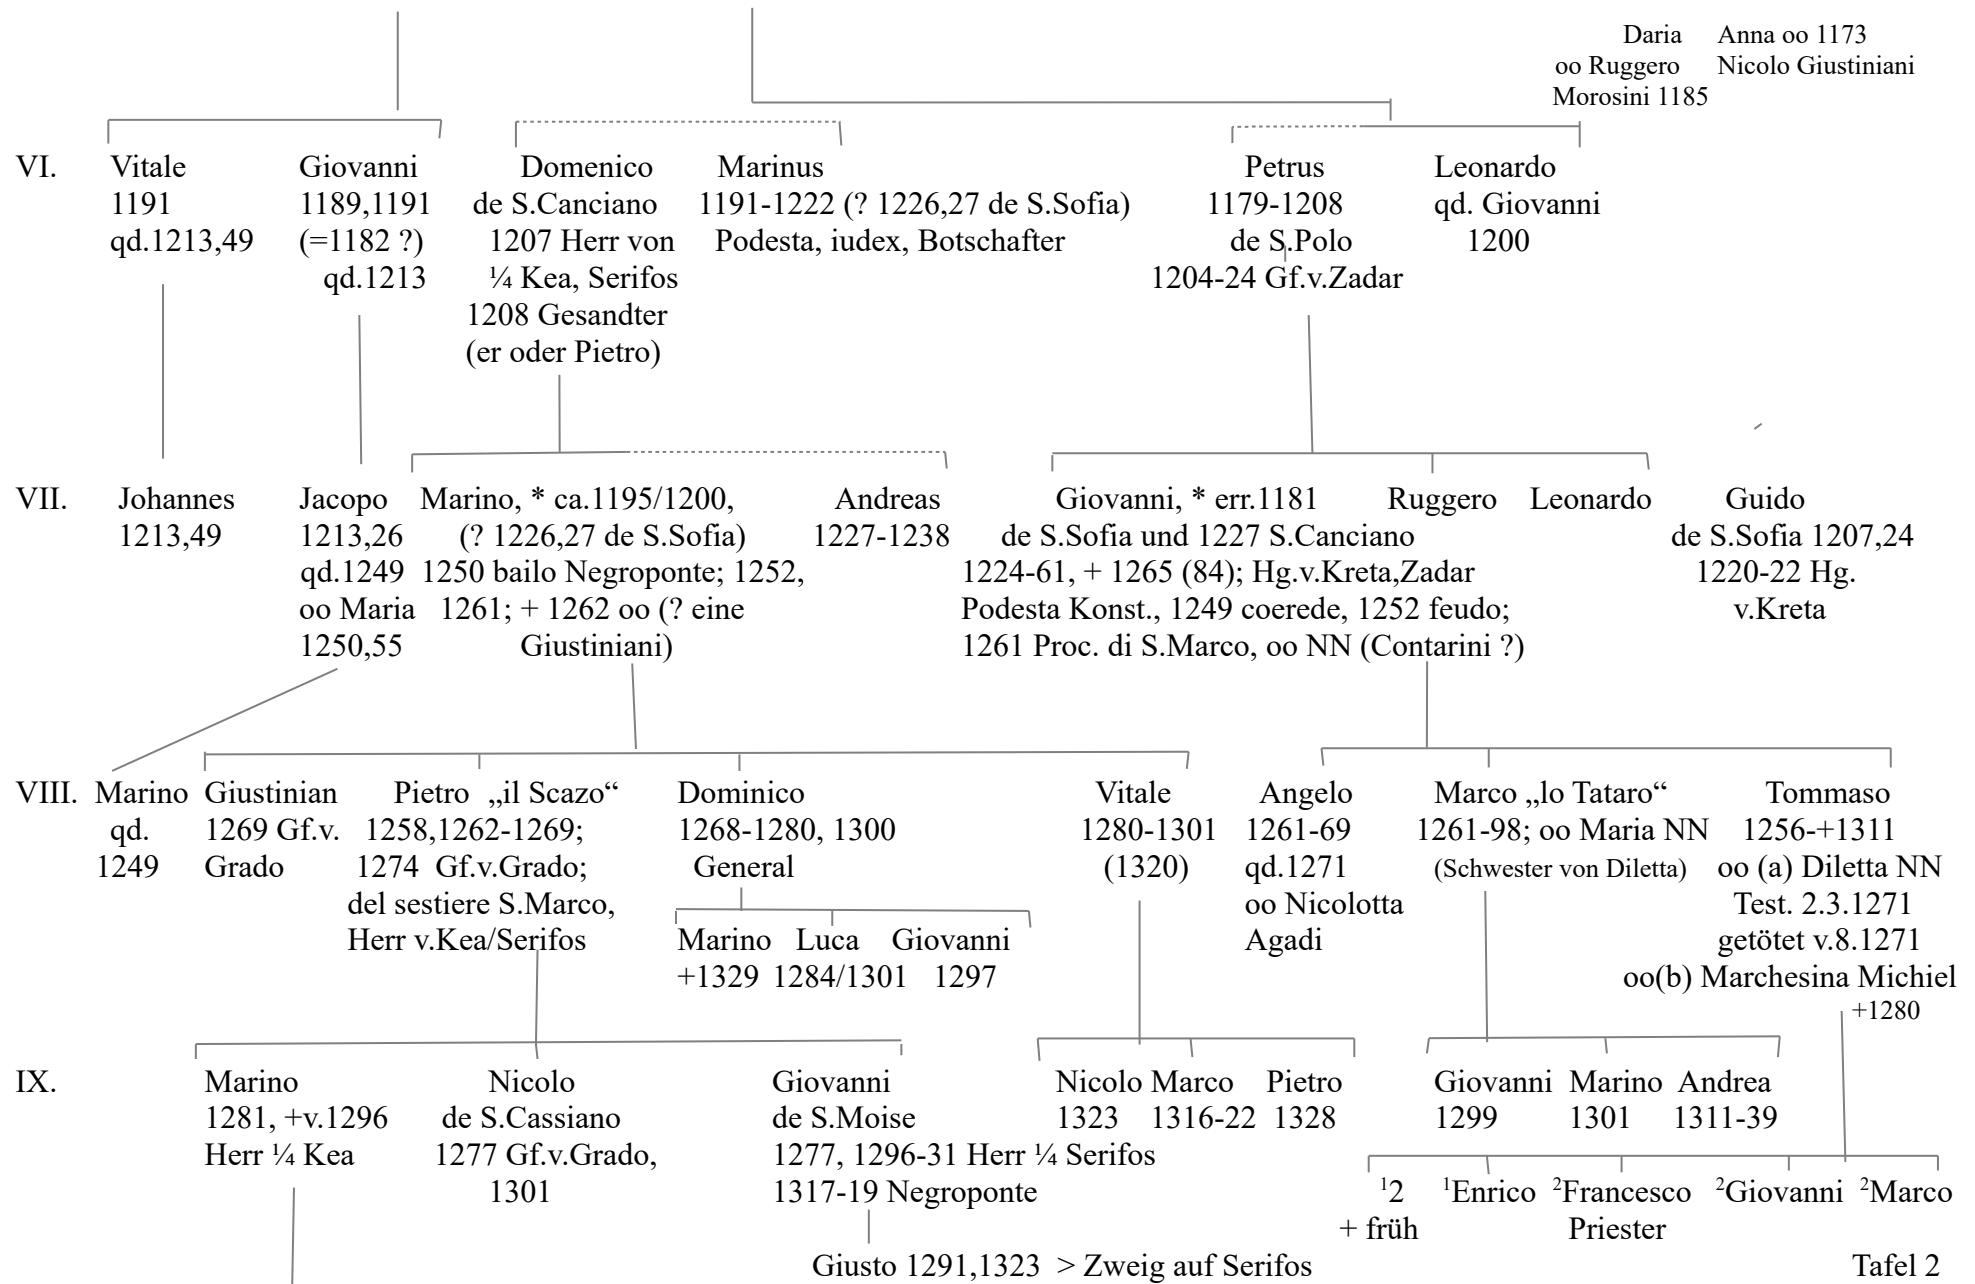 Daria Anna oo 1173
oo Ruggero Nicolo Giustiniani
Morosini 1185
VI. Vitale Giovanni Domenico Marinus Petrus Leonardo
1191 1189,1191 de S.Canciano 1191-1222 (? 1226,27 de S.Sofia) 1179-1208 qd. Giovanni
qd.1213,49 (=1182 ?) 1207 Herr von Podesta, iudex, Botschafter de S.Polo 1200
qd.1213 ¼ Kea, Serifos 1204-24 Gf.v.Zadar
1208 Gesandter
(er oder Pietro)
VII. Johannes Jacopo Marino, * ca.1195/1200, Andreas Giovanni, * err.1181 Ruggero Leonardo Guido
1213,49 1213,26 (? 1226,27 de S.Sofia) 1227-1238 de S.Sofia und 1227 S.Canciano de S.Sofia 1207,24
qd.1249 1250 bailo Negroponte; 1252, 1224-61, + 1265 (84); Hg.v.Kreta,Zadar 1220-22 Hg.
oo Maria 1261; + 1262 oo (? eine Podesta Konst., 1249 coerede, 1252 feudo; v.Kreta
1250,55 Giustiniani) 1261 Proc. di S.Marco, oo NN (Contarini ?)
VIII. Marino Giustinian Pietro „il Scazo“ Dominico Vitale Angelo Marco „lo Tataro“ Tommaso
qd. 1269 Gf.v. 1258,1262-1269; 1268-1280, 1300 1280-1301 1261-69 1261-98; oo Maria NN 1256-+1311
1249 Grado 1274 Gf.v.Grado; General (1320) qd.1271 (Schwester von Diletta) oo (a) Diletta NN
del sestiere S.Marco, oo Nicolotta Test. 2.3.1271
Herr v.Kea/Serifos Marino Luca Giovanni Agadi getötet v.8.1271
+1329 1284/1301 1297 oo(b) Marchesina Michiel
+1280
IX. Marino Nicolo Giovanni Nicolo Marco Pietro Giovanni Marino Andrea
1281, +v.1296 de S.Cassiano de S.Moise 1323 1316-22 1328 1299 1301 1311-39
Herr ¼ Kea 1277 Gf.v.Grado, 1277, 1296-31 Herr ¼ Serifos
1301 1317-19 Negroponte ¹2 ¹Enrico ²Francesco ²Giovanni ²Marco
+ früh Priester
Giusto 1291,1323 > Zweig auf Serifos Tafel 2